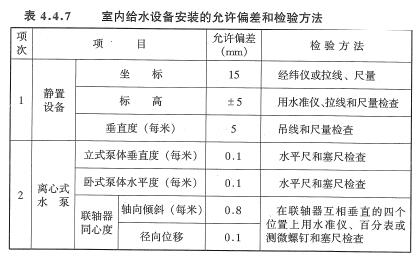 表 4.4.7 室内给水设备安装的允许偏差和检验方法
项次 项 目 允许偏差(mm) 检 验 方 法
1 静置设备 坐 标 15 经纬仪或拉线、尺量
标 高 ±5 用水准仪、拉线和尺量检查
垂直度(每米) 5 吊线和尺量检查
2 离心式水泵 立式泵体垂直度(每米) 0.1 水平尺和塞尺检查
卧式泵体水平度(每米) 0.1 水平尺和塞尺检查
联轴器同心度 轴向倾斜(每米) 0.8 在联轴器互相垂直的四个
位置上用水准仪、百分表或
径向位移 0.1 测微螺钉和塞尺检查